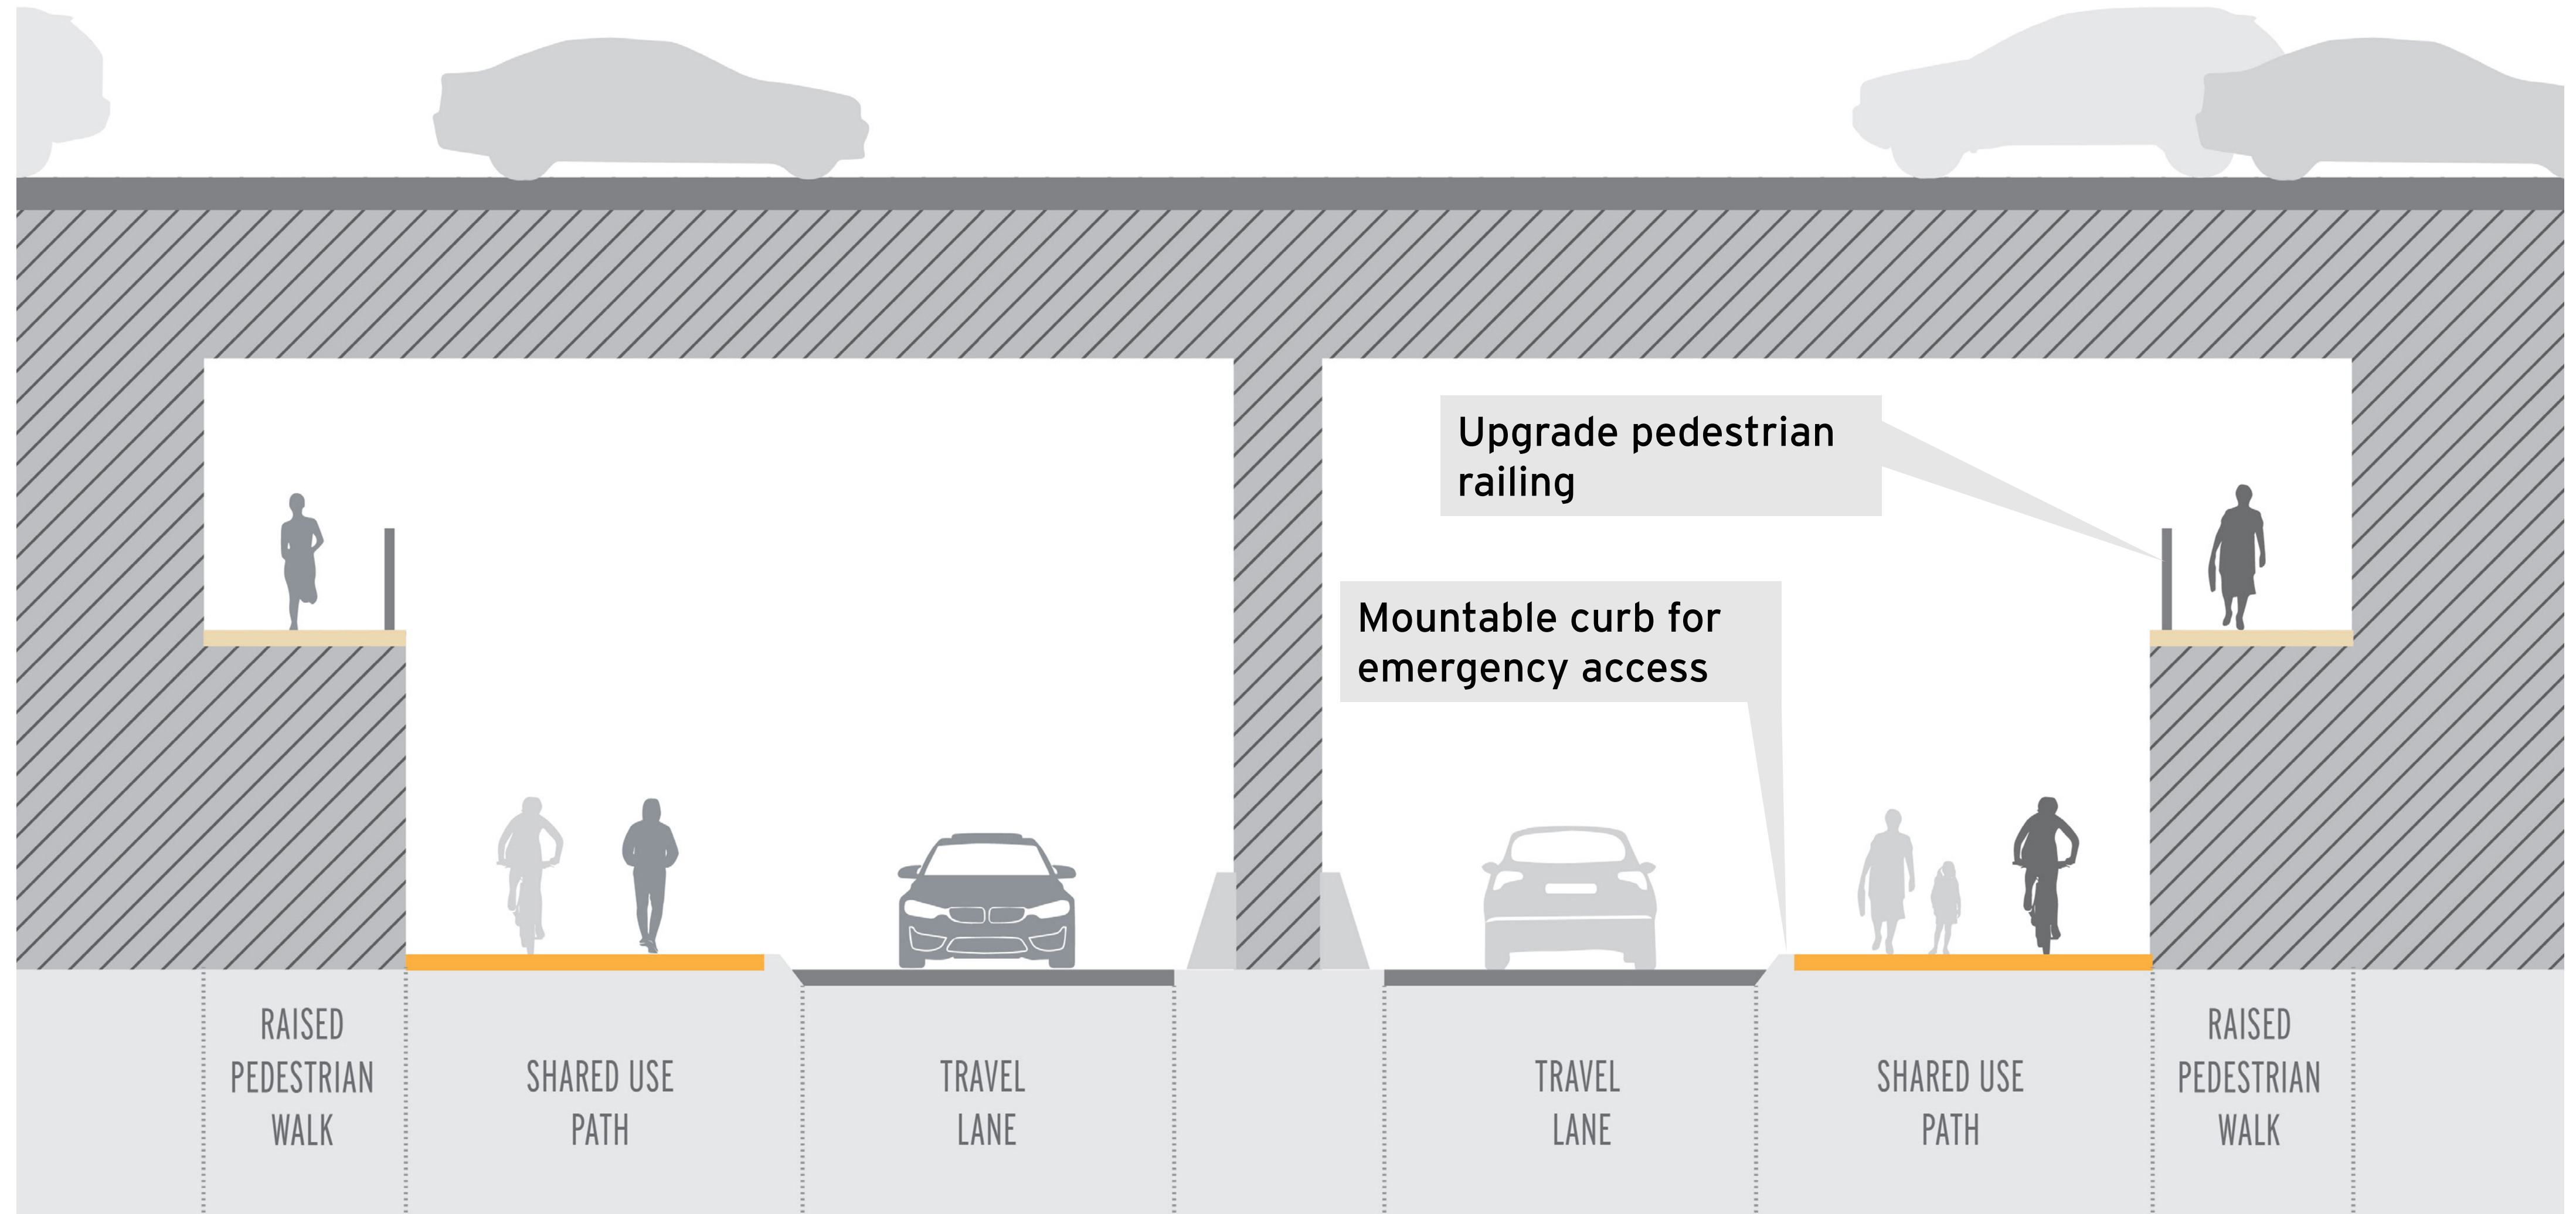 Upgrade pedestrian
railing
Mountable curb for
emergency access
RAISED
PEDESTRIAN
WALK
SHARED USE
PATH
TRAVEL
LANE
TRAVEL
LANE
SHARED USE
PATH
RAISED
PEDESTRIAN
WALK